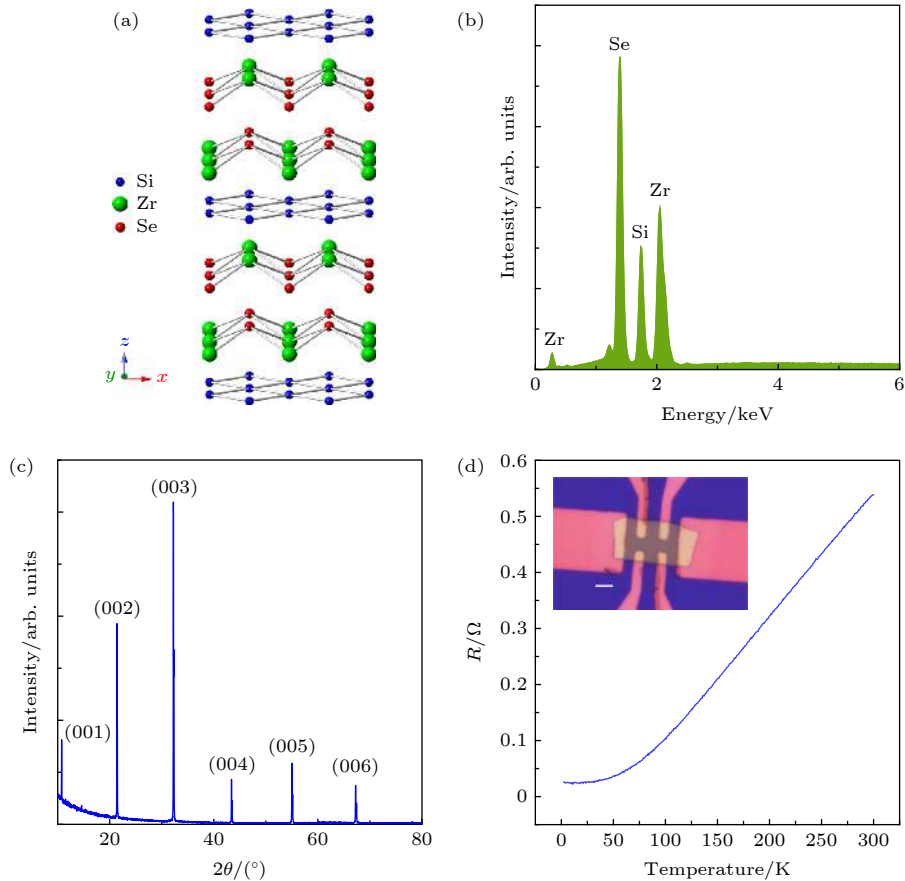 (a)
Si
Zr
Se
z
y
x
(b)
Intensity/arb. units
Se
Zr
Si
Zr
0
2
4
6
Energy/keV
(c)
Intensity/arb. units
(003)
(002)
(001)
(004)
(005)
(006)
20
40
60
80
2θ/(°)
(d)
R/Ω
0.6
0.5
0.4
0.3
0.2
0.1
0
0
50
100
150
200
250
300
Temperature/K